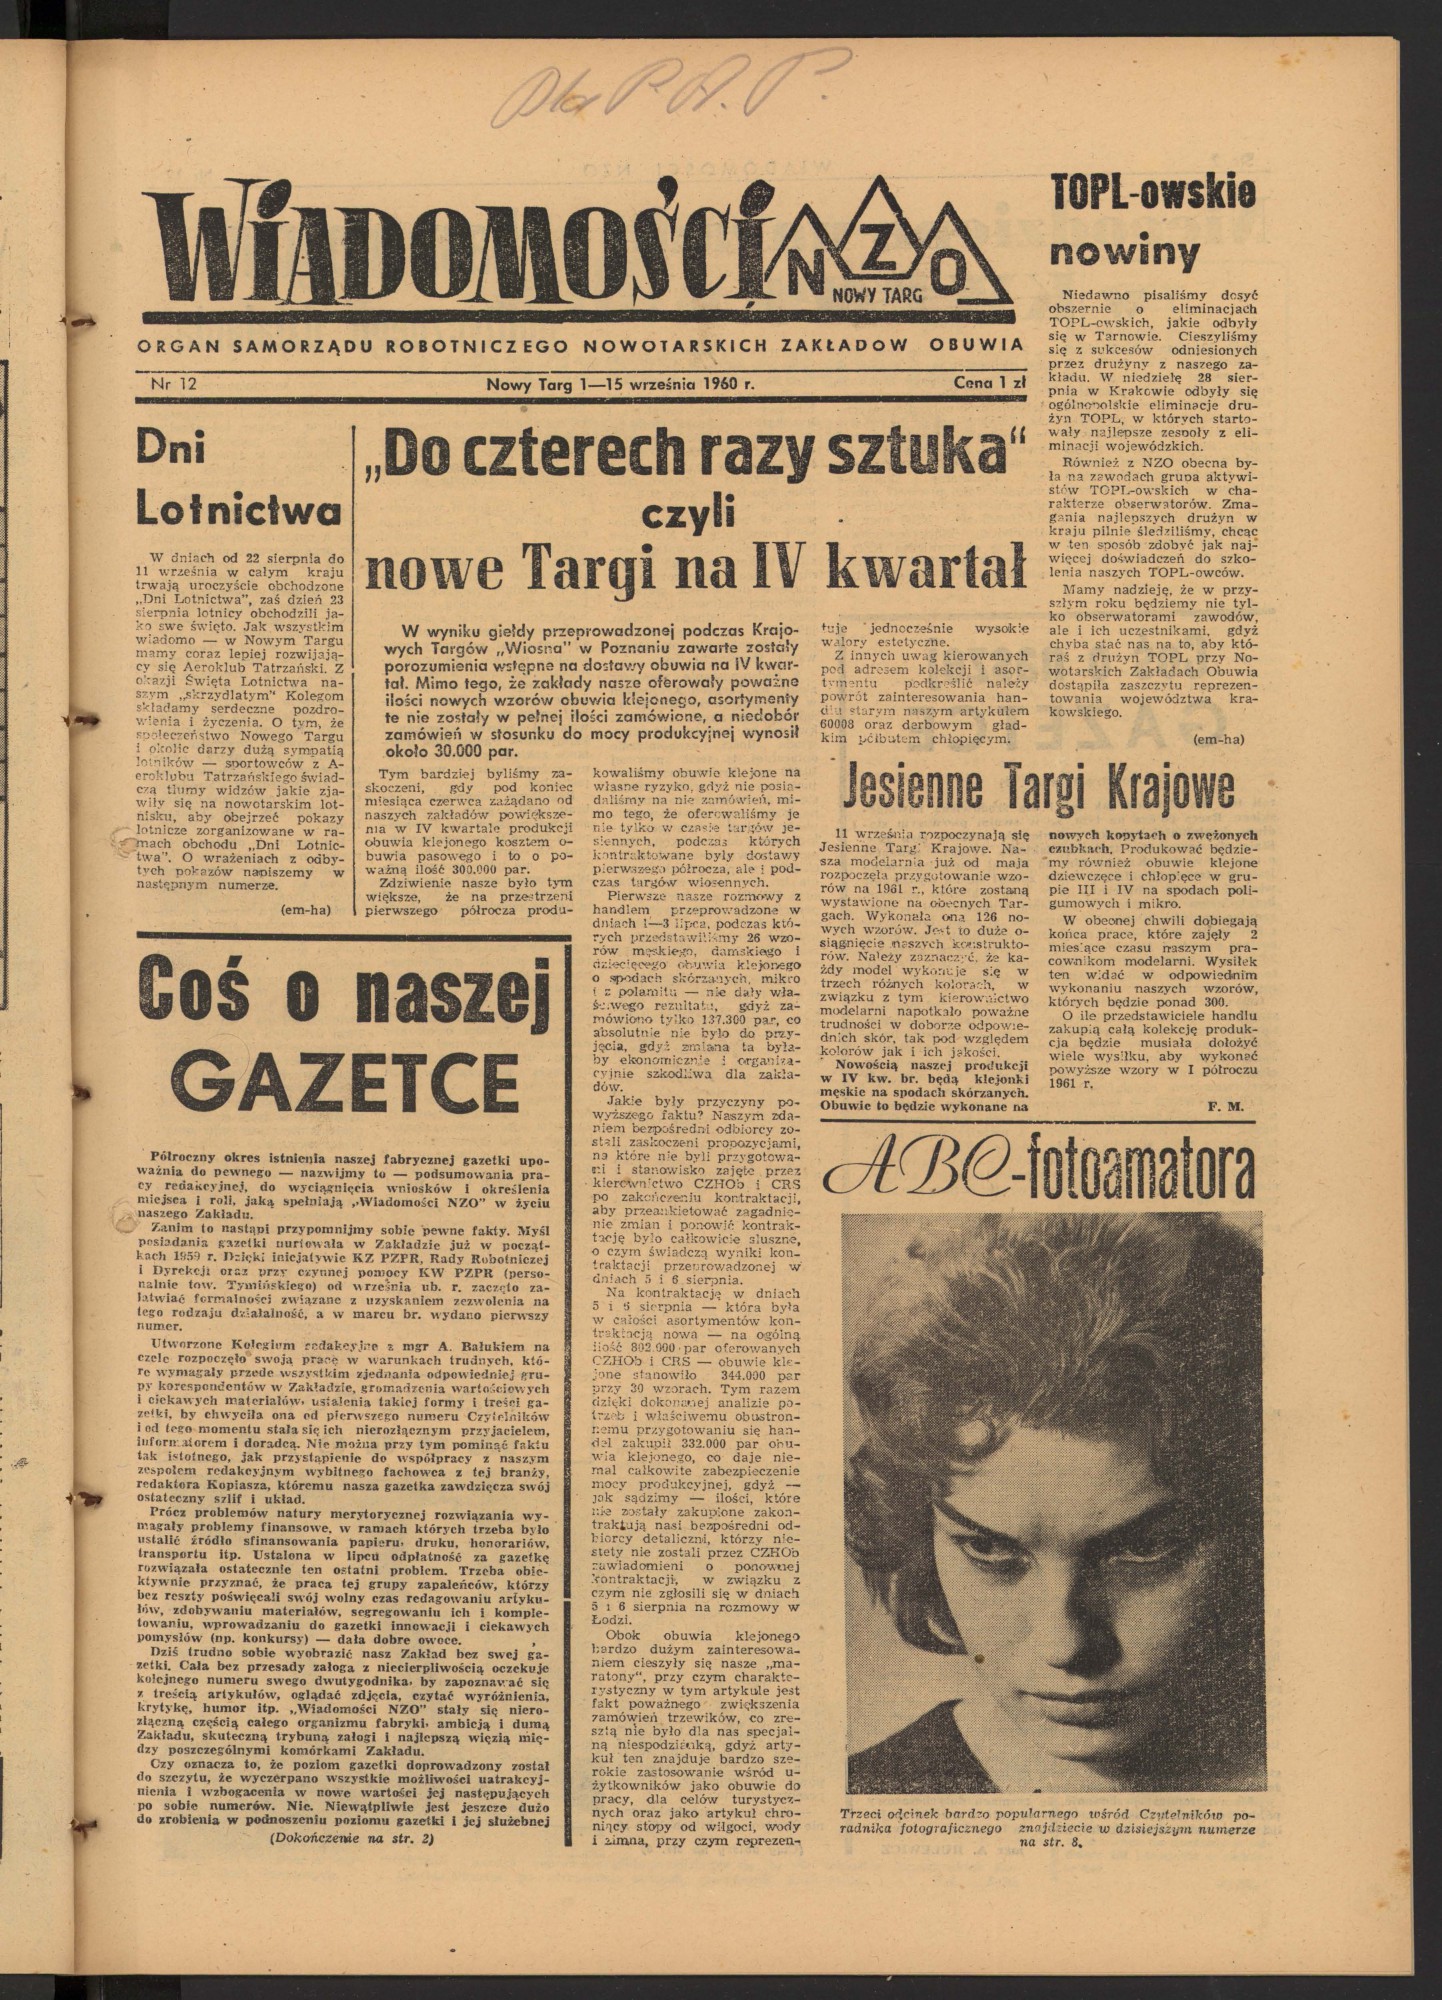 Dla P. A. P.
WiADOMOŚCi NZO
NOWY TARG
ORGAN SAMORZĄDU ROBOTNICZEGO NOWOTARSKICH ZAKŁADOW OBUWIA
Nr 12 Nowy Targ 1—15 września 1960 r. Cena 1 zł
Dni
Lotnictwa
W dniach od 22 sierpnia do
11 września w całym kraju
trwają uroczyście obchodzone
„Dni Lotnictwa”, zaś dzień 23
sierpnia lotnicy obchodzili ja-
ko swe święto. Jak wszystkim
wiadomo — w Nowym Targu
mamy coraz lepiej rozwijają-
cy się Aeroklub Tatrzański. Z
okazji Święta Lotnictwa na-
szym „skrzydlatym” Kolegom
składamy serdeczne pozdro-
wienia i życzenia. O tym, że
społeczeństwo Nowego Targu
i okolic darzy dużą sympatią
lotników — sportowców z A-
eroklubu Tatrzańskiego świad-
czą tłumy widzów jakie zja-
wiły się na nowotarskim lot-
nisku, aby obejrzeć pokazy
lotnicze zorganizowane w ra-
mach obchodu „Dni Lotnic-
twa”. O wrażeniach z odby-
tych pokazów napiszemy w
następnym numerze.
(em-ha)
„Do czterech razy sztuka“
czyli
nowe Targi na IV kwartał
W wyniku giełdy przeprowadzonej podczas Krajo-
wych Targów „Wiosna” w Poznaniu zawarte zostały
porozumienia wstępne na dostawy obuwia na IV kwar-
tał. Mimo tego, że zakłady nasze oferowały poważne
ilości nowych wzorów obuwia klejonego, asortymenty
te nie zostały w pełnej ilości zamówione, a niedobór
zamówień w stosunku do mocy produkcyjnej wynosił
około 30.000 par.
Tym bardziej byliśmy za-
skoczeni, gdy pod koniec
miesiąca czerwca zażądano od
naszych zakładów powiększe-
nia w IV kwartale produkcji
obuwia klejonego kosztem o-
buwia pasowego i to o po-
ważną ilość 300.000 par.
Zdziwienie nasze było tym
większe, że na przestrzeni
pierwszego półrocza produ-
kowaliśmy obuwie klejone na
własne ryzyko, gdyż nie posia-
daliśmy na nie zamówień, mi-
mo tego, że oferowaliśmy je
nie tylko w czasie targów je-
siennych, podczas których
kontraktowane były dostawy
pierwszego półrocza, ale i pod-
czas targów wiosennych.
Pierwsze nasze rozmowy z
handlem przeprowadzone w
dniach 1—3 lipca, podczas któ-
rych przedstawiliśmy 26 wzo-
rów męskiego, damskiego i
dziecięcego obuwia klejonego
o spodach skórzanych, mikro
i z polamitu — nie dały wła-
ściwego rezultatu, gdyż za-
mówiono tylko 137.300 par, co
absolutnie nie było do przy-
jęcia, gdyż zmiana ta była-
by ekonomicznie i organiza-
cyjnie szkodliwa dla zakła-
dów.
Jakie były przyczyny po-
wyższego faktu? Naszym zda-
niem bezpośredni odbiorcy zo-
stali zaskoczeni propozycjami,
na które nie byli przygotowa-
ni i stanowisko zajęte przez
kierownictwo CZHOb i CRS
po zakończeniu kontraktacji,
aby przeankietować zagadnie-
nie zmian i ponowić kontrak-
tację było całkowicie słuszne,
o czym świadczą wyniki kon-
traktacji przeprowadzonej w
dniach 5 i 6 sierpnia.
Na kontraktację w dniach
5 i 6 sierpnia — która była
w całości asortymentów kon-
traktacją nową — na ogólną
ilość 802.000 par oferowanych
CZHOb i CRS — obuwie kle-
jone stanowiło 344.000 par
przy 30 wzorach. Tym razem
dzięki dokonanej analizie po-
trzeb i właściwemu obustron-
nemu przygotowaniu się han-
del zakupił 332.000 par obu-
wia klejonego, co daje nie-
mal całkowite zabezpieczenie
mocy produkcyjnej, gdyż —
jak sądzimy — ilości, które
nie zostały zakupione zakon-
traktują nasi bezpośredni od-
biorcy detaliczni, którzy nie-
stety nie zostali przez CZHOb
zawiadomieni o ponownej
kontraktacji, w związku z
czym nie zgłosili się w dniach
5 i 6 sierpnia na rozmowy w
Łodzi.
Obok obuwia klejonego
bardzo dużym zainteresowa-
niem cieszyły się nasze „ma-
ratony”, przy czym charakte-
rystyczny w tym artykule jest
fakt poważnego zwiększenia
zamówień trzewików, co zre-
sztą nie było dla nas specjal-
ną niespodzianką, gdyż arty-
kuł ten znajduje bardzo sze-
rokie zastosowanie wśród u-
żytkowników jako obuwie do
pracy, dla celów turystycz-
nych oraz jako artykuł chro-
niący stopy od wilgoci, wody
i zimna, przy czym reprezen-
tuje jednocześnie wysokie
walory estetyczne.
Z innych uwag kierowanych
pod adresem kolekcji i asor-
tymentu podkreślić należy
powrót zainteresowania han-
dlu starym naszym artykułem
60008 oraz derbowym gład-
kim półbutem chłopięcym.
Coś o naszej
GAZETCE
Półroczny okres istnienia naszej fabrycznej gazetki upo-
ważnia do pewnego — nazwijmy to — podsumowania pra-
cy redakcyjnej, do wyciągnięcia wniosków i określenia
miejsca i roli, jaką spełniają „Wiadomości NZO” w życiu
naszego Zakładu.
Zanim to nastąpi przypomnijmy sobie pewne fakty. Myśl
posiadania gazetki nurtowała w Zakładzie już w począt-
kach 1959 r. Dzięki inicjatywie KZ PZPR, Rady Robotniczej
i Dyrekcji oraz przy czynnej pomocy KW PZPR (perso-
nalnie tow. Tymińskiego) od września ub. r. zaczęto za-
łatwiać formalności związane z uzyskaniem zezwolenia na
tego rodzaju działalność, a w marcu br. wydano pierwszy
numer.
Utworzone Kolegium redakcyjne z mgr A. Bałukiem na
czele rozpoczęło swoją pracę w warunkach trudnych, któ-
re wymagały przede wszystkim zjednania odpowiedniej gru-
py korespondentów w Zakładzie, gromadzenia wartościowych
i ciekawych materiałów, ustalenia takiej formy i treści ga-
zetki, by chwyciła ona od pierwszego numeru Czytelników
i od tego momentu stała się ich nierozłącznym przyjacielem,
informatorem i doradcą. Nie można przy tym pominąć faktu
tak istotnego, jak przystąpienie do współpracy z naszym
zespołem redakcyjnym wybitnego fachowca z tej branży,
redaktora Kopiasza, któremu nasza gazetka zawdzięcza swój
ostateczny szlif i układ.
Prócz problemów natury merytorycznej rozwiązania wy-
magały problemy finansowe, w ramach których trzeba było
ustalić źródło sfinansowania papieru, druku, honorariów,
transportu itp. Ustalona w lipcu odpłatność za gazetkę
rozwiązała ostatecznie ten ostatni problem. Trzeba obie-
ktywnie przyznać, że praca tej grupy zapaleńców, którzy
bez reszty poświęcali swój wolny czas redagowaniu artyku-
łów, zdobywaniu materiałów, segregowaniu ich i komple-
towaniu, wprowadzaniu do gazetki innowacji i ciekawych
pomysłów (np. konkursy) — dała dobre owoce.
Dziś trudno sobie wyobrazić nasz Zakład bez swej ga-
zetki. Cała bez przesady załoga z niecierpliwością oczekuje
kolejnego numeru swego dwutygodnika, by zapoznawać się
z treścią artykułów, oglądać zdjęcia, czytać wyróżnienia,
krytykę, humor itp. „Wiadomości NZO” stały się niero-
złączną częścią całego organizmu fabryki, ambicją i dumą
Zakładu, skuteczną trybuną załogi i najlepszą więzią mię-
dzy poszczególnymi komórkami Zakładu.
Czy oznacza to, że poziom gazetki doprowadzony został
do szczytu, że wyczerpano wszystkie możliwości uatrakcyj-
nienia i wzbogacenia w nowe wartości jej następujących
po sobie numerów. Nie. Niewątpliwie jest jeszcze dużo
do zrobienia w podnoszeniu poziomu gazetki i jej służebnej
(Dokończenie na str. 2)
TOPL-owskie
nowiny
Niedawno pisaliśmy dosyć
obszernie o eliminacjach
TOPL-owskich, jakie odbyły
się w Tarnowie. Cieszyliśmy
się z sukcesów odniesionych
przez drużyny z naszego za-
kładu. W niedzielę 28 sier-
pnia w Krakowie odbyły się
ogólnopolskie eliminacje dru-
żyn TOPL, w których starto-
wały najlepsze zespoły z eli-
minacji wojewódzkich.
Również z NZO obecna by-
ła na zawodach grupa aktywi-
stów TOPL-owskich w cha-
rakterze obserwatorów. Zma-
gania najlepszych drużyn w
kraju pilnie śledziliśmy, chcąc
w ten sposób zdobyć jak naj-
więcej doświadczeń do szko-
lenia naszych TOPL-owców.
Mamy nadzieję, że w przy-
szłym roku będziemy nie tyl-
ko obserwatorami zawodów,
ale i ich uczestnikami, gdyż
chyba stać nas na to, aby któ-
raś z drużyn TOPL przy No-
wotarskich Zakładach Obuwia
dostąpiła zaszczytu reprezen-
towania województwa kra-
kowskiego.
(em-ha)
Jesienne Targi Krajowe
11 września rozpoczynają się
Jesienne Targi Krajowe. Na-
sza modelarnia już od maja
rozpoczęła przygotowanie wzo-
rów na 1961 r., które zostaną
wystawione na obecnych Tar-
gach. Wykonała ona 126 no-
wych wzorów. Jest to duże o-
siągnięcie naszych konstrukto-
rów. Należy zaznaczyć, że ka-
żdy model wykonuje się w
trzech różnych kolorach, w
związku z tym kierownictwo
modelarni napotkało poważne
trudności w doborze odpowie-
dnich skór, tak pod względem
kolorów jak i ich jakości.
Nowością naszej produkcji
w IV kw. br. będą klejonki
męskie na spodach skórzanych.
Obuwie to będzie wykonane na
nowych kopytach o zwężonych
czubkach. Produkować będzie-
my również obuwie klejone
dziewczęce i chłopięce w gru-
pie III i IV na spodach poli-
gumowych i mikro.
W obecnej chwili dobiegają
końca prace, które zajęły 2
miesiące czasu naszym pra-
cownikom modelarni. Wysiłek
ten widać w odpowiednim
wykonaniu naszych wzorów,
których będzie ponad 300.
O ile przedstawiciele handlu
zakupią całą kolekcję produk-
cja będzie musiała dołożyć
wiele wysiłku, aby wykonać
powyższe wzory w I półroczu
1961 r.
F. M.
ABC-fotoamatora
Trzeci odcinek bardzo popularnego wśród Czytelników po-
radnika fotograficznego znajdziecie w dzisiejszym numerze
na str. 8.